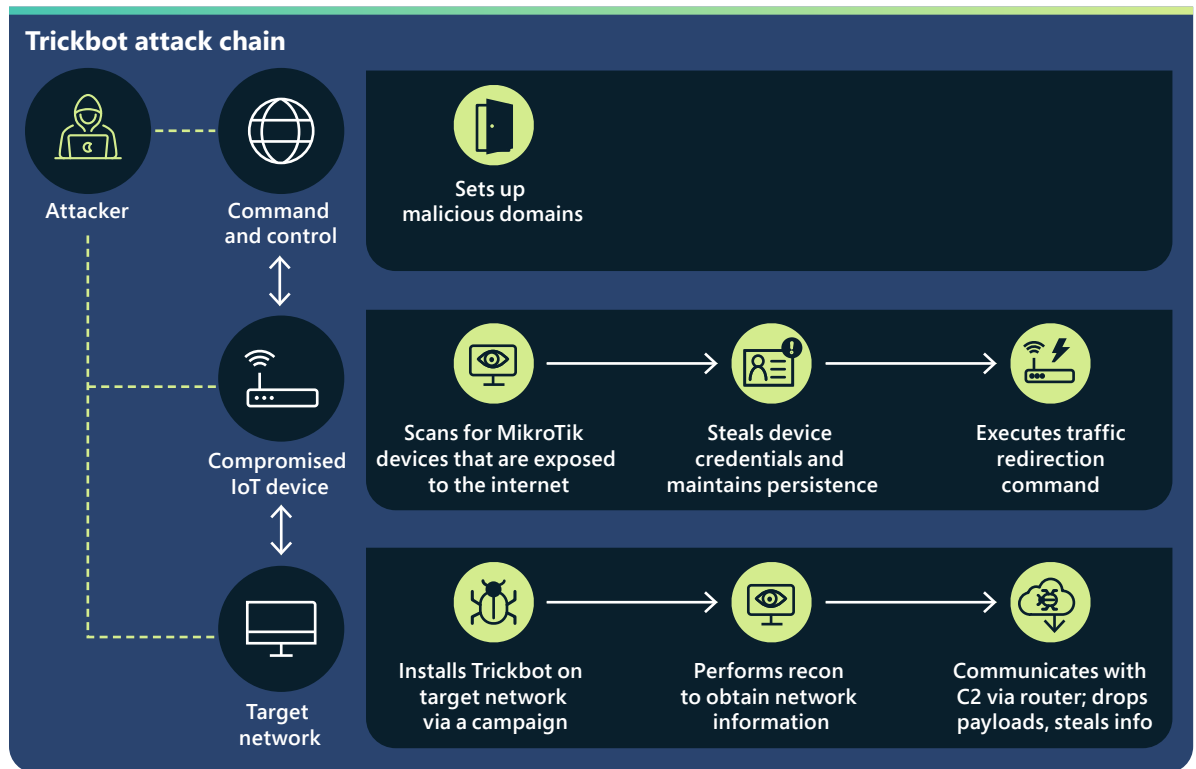 Trickbot attack chain
Attacker
Command
and control
Sets up
malicious domains
Compromised
IoT device
Scans for MikroTik
devices that are exposed
to the internet
Steals device
credentials and
maintains persistence
Executes traffic
redirection
command
Target
network
Installs Trickbot on
target network
via a campaign
Performs recon
to obtain network
information
Communicates with
C2 via router; drops
payloads, steals info